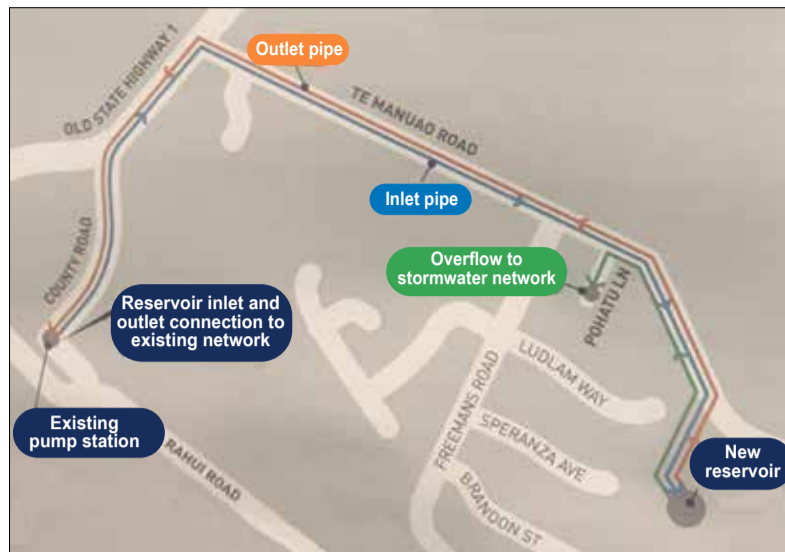 Outlet pipe
OLD STATE HIGHWAY 1
TE MANUAO ROAD
Inlet pipe
COUNTY ROAD
Overflow to
stormwater network
POHATU LN
Reservoir inlet and
outlet connection to
existing network
LUDLAM WAY
FREEMANS ROAD
Existing
pump station
SPERANZA AVE
RAHUI ROAD
New
reservoir
BRANDON ST